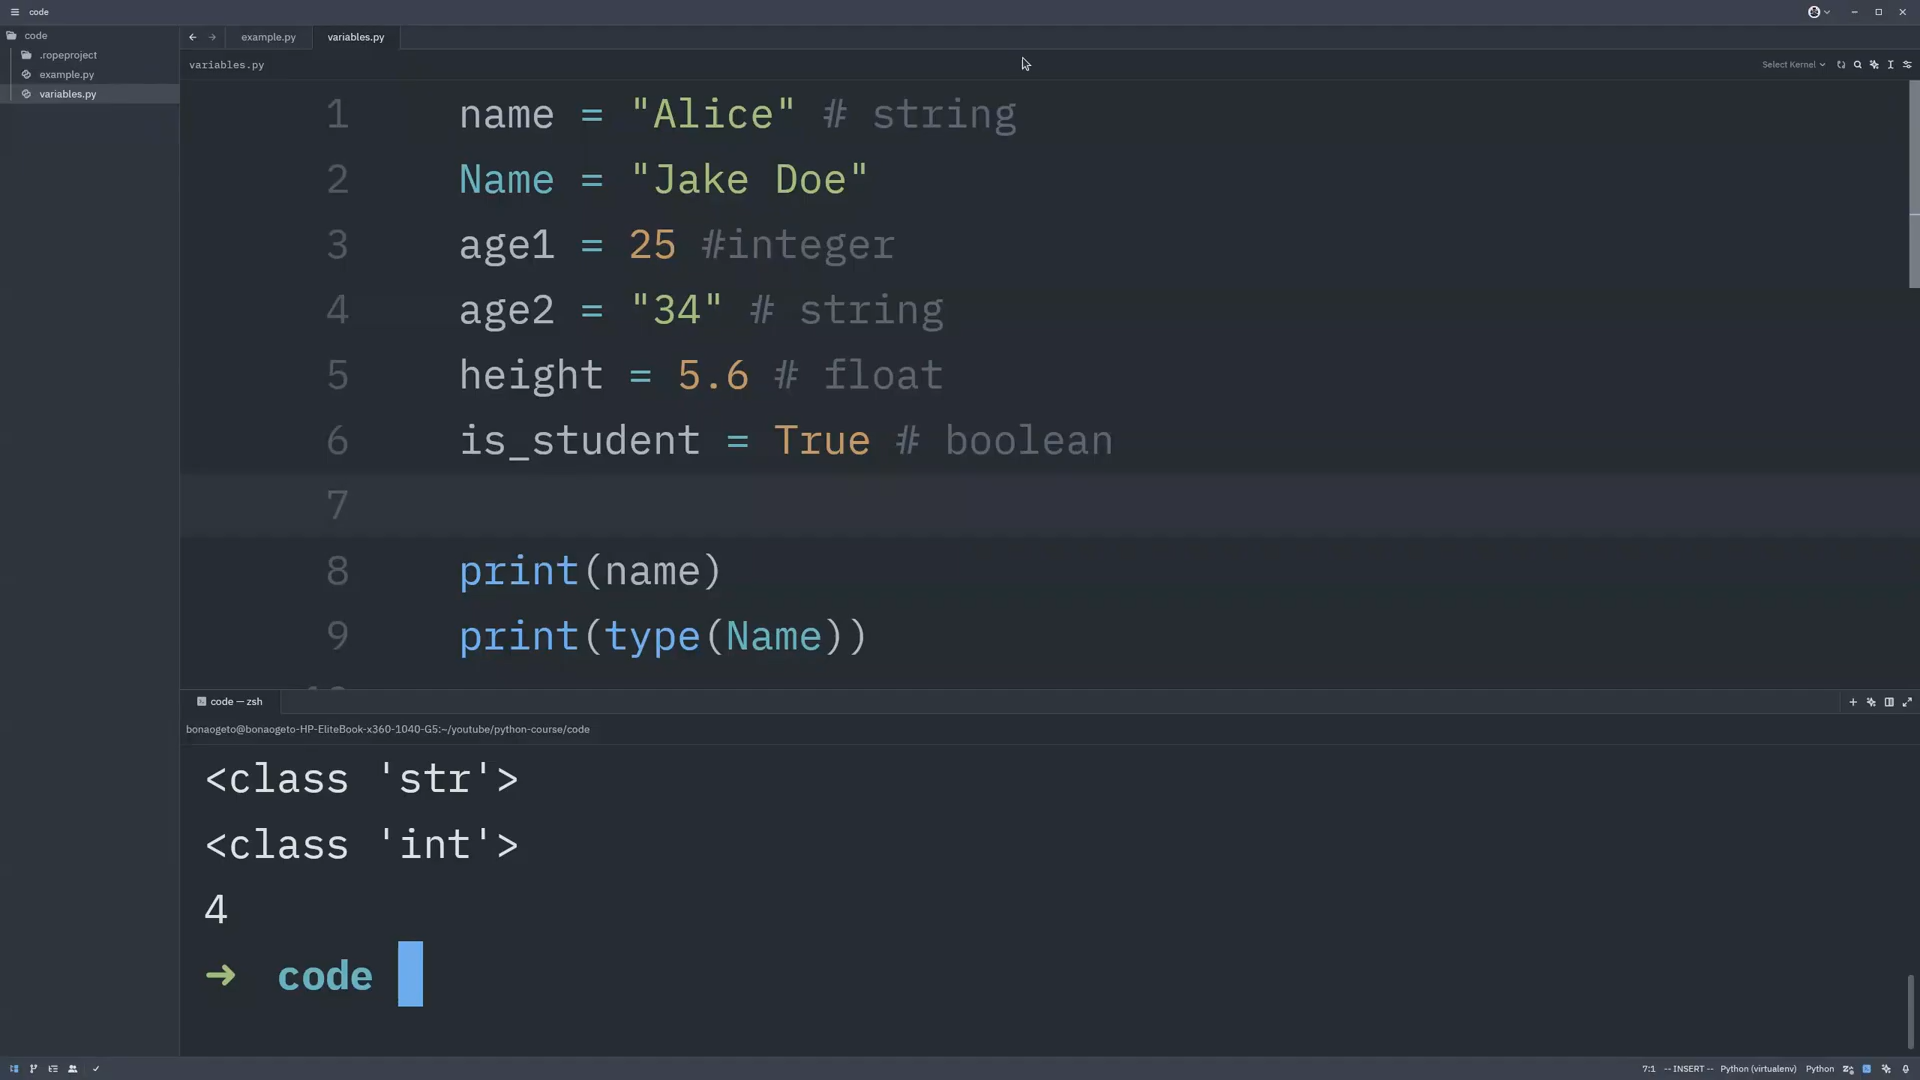 code
code
.ropeproject
example.py
variables.py
example.py
variables.py
variables.py
Select Kernel
1 name = "Alice" # string
2 Name = "Jake Doe"
3 age1 = 25 #integer
4 age2 = "34" # string
5 height = 5.6 # float
6 is_student = True # boolean
7
8 print(name)
9 print(type(Name))
code — zsh
bonaogeto@bonaogeto-HP-EliteBook-x360-1040-G5:~/youtube/python-course/code
<class 'str'>
<class 'int'>
4
➜ code
7:1 -- INSERT -- Python (virtualenv) Python